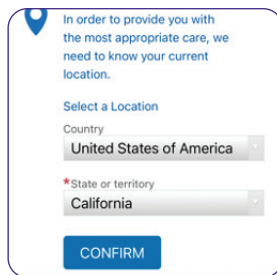 In order to provide you with
the most appropriate care, we
need to know your current
location.
Select a Location
Country
United States of America
*State or territory
California
CONFIRM